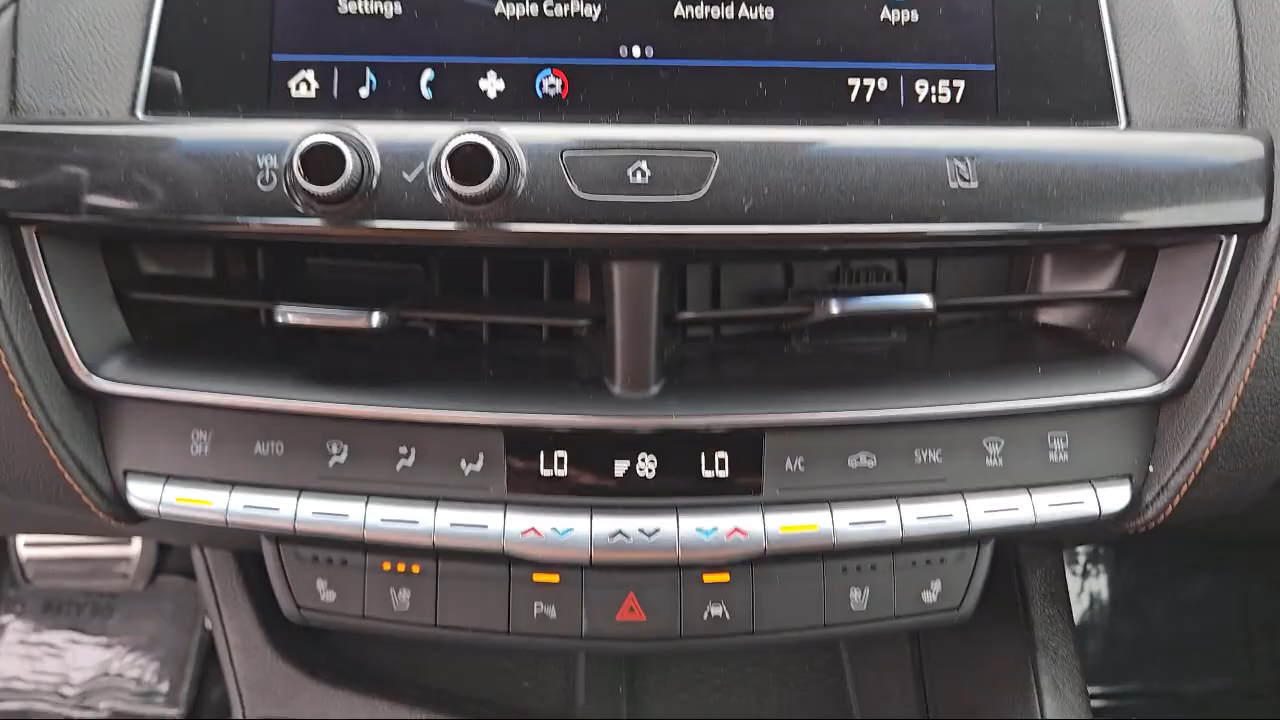 Settings Apple CarPlay Android Auto Apps
77° 9:57
VOL
N
ON/
OFF
AUTO
LO LO
A/C
SYNC
MAX
REAR
P